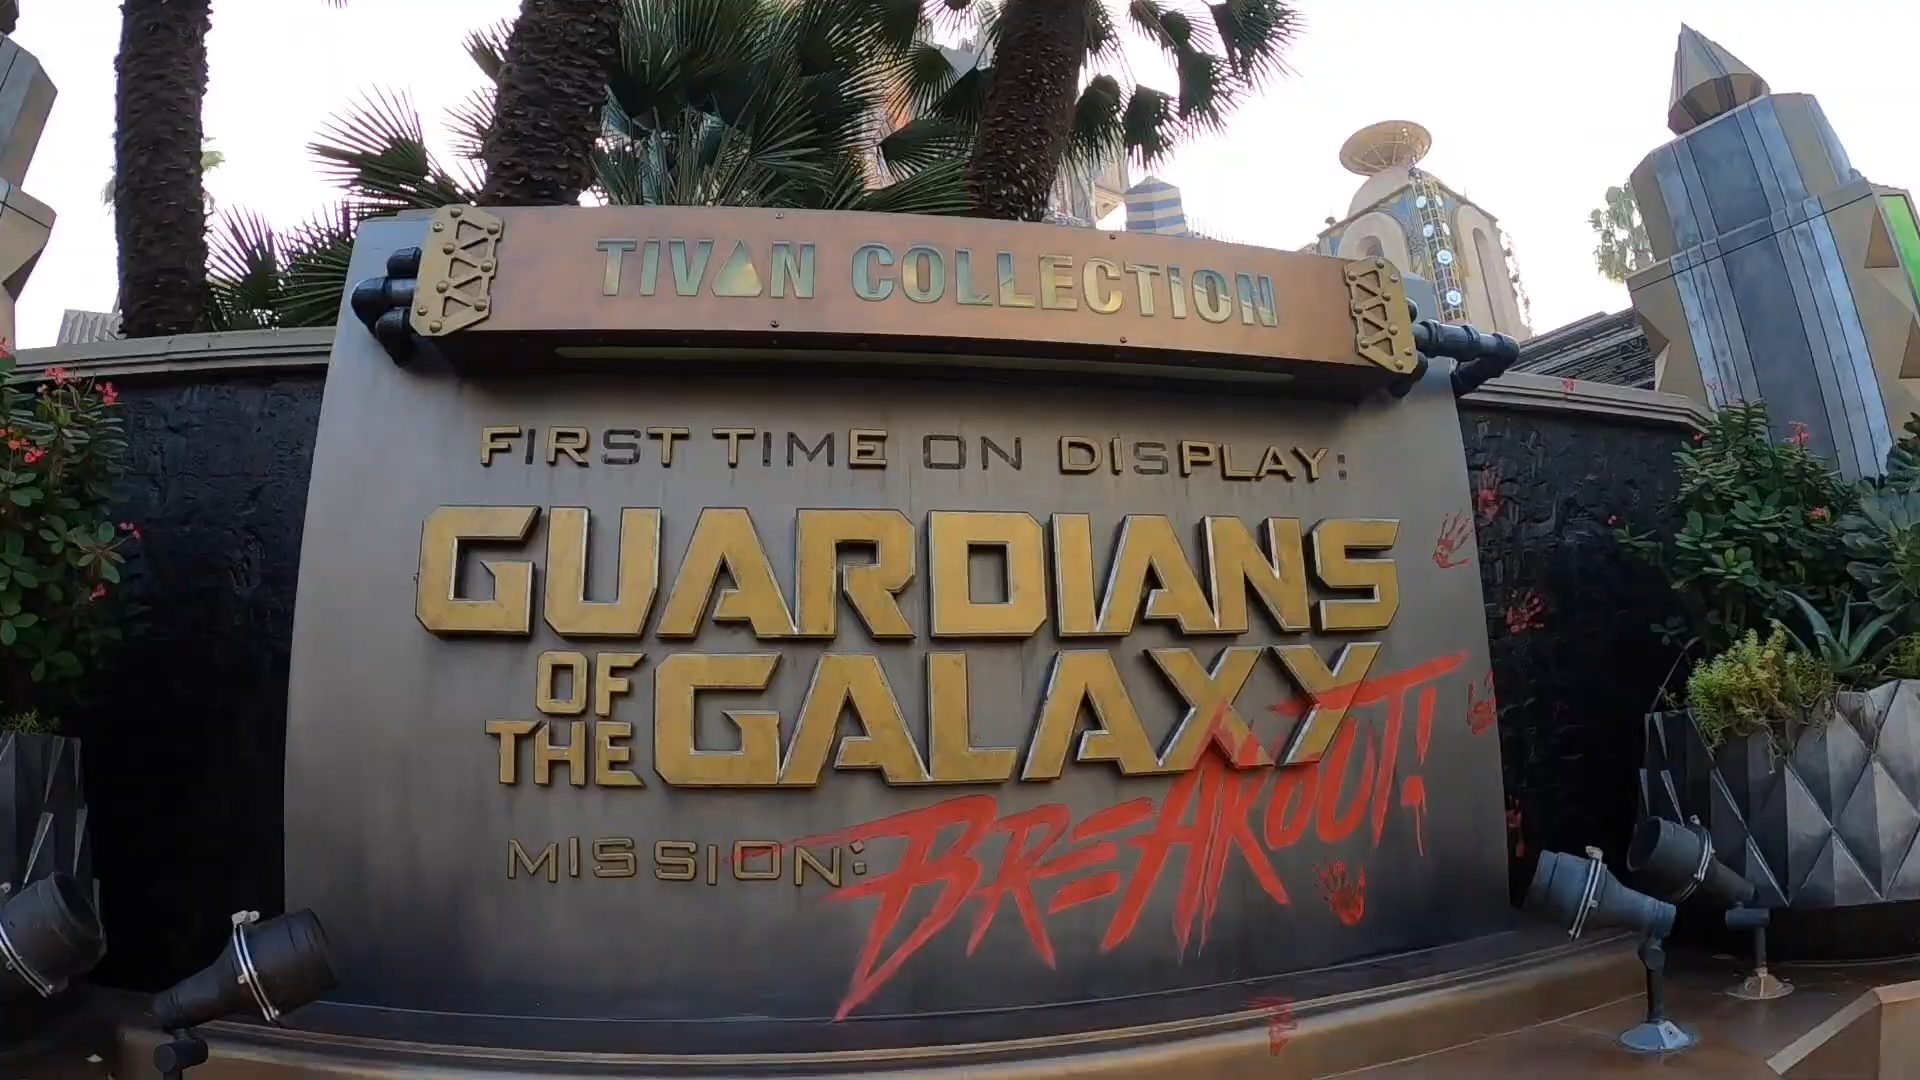 TIVAN COLLECTION
FIRST TIME ON DISPLAY:
GUARDIANS
OF THE GALAXY
MISSION: BREAKOUT!